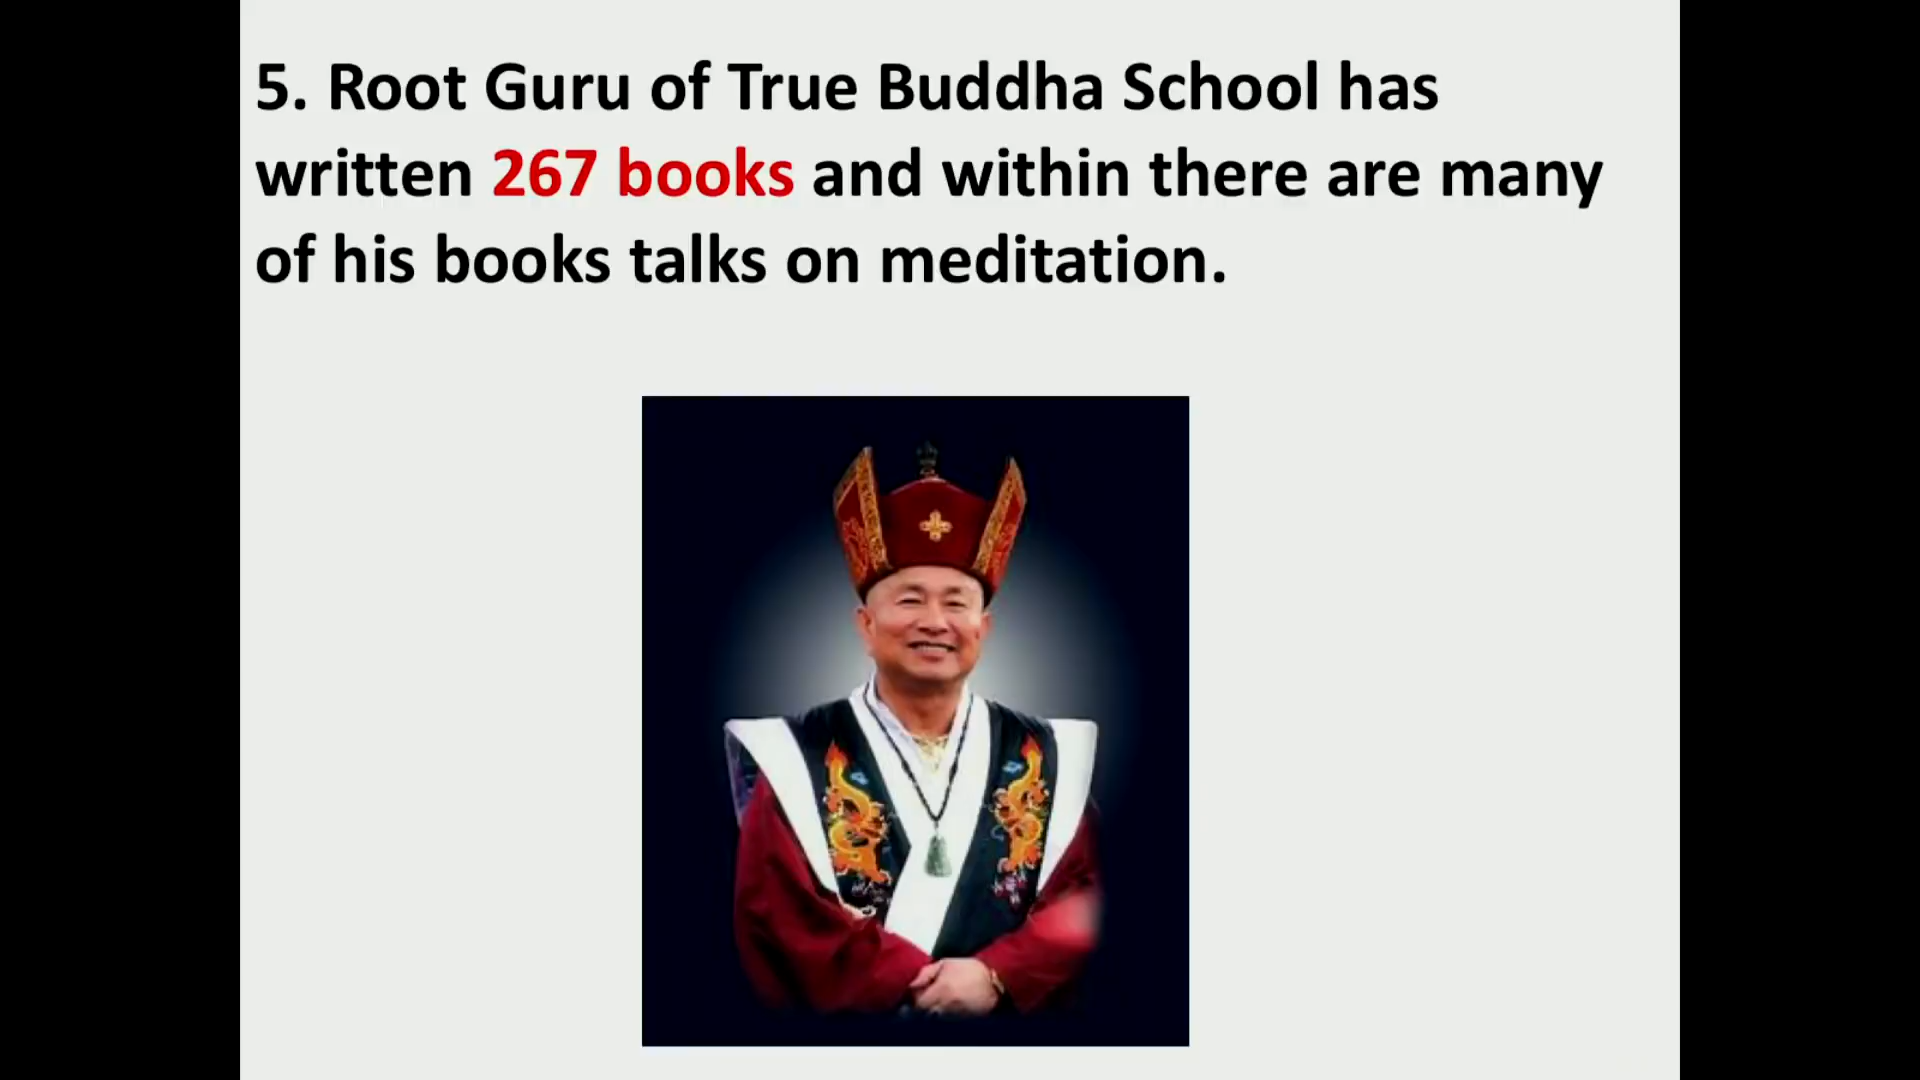 5. Root Guru of True Buddha School has
written 267 books and within there are many
of his books talks on meditation.